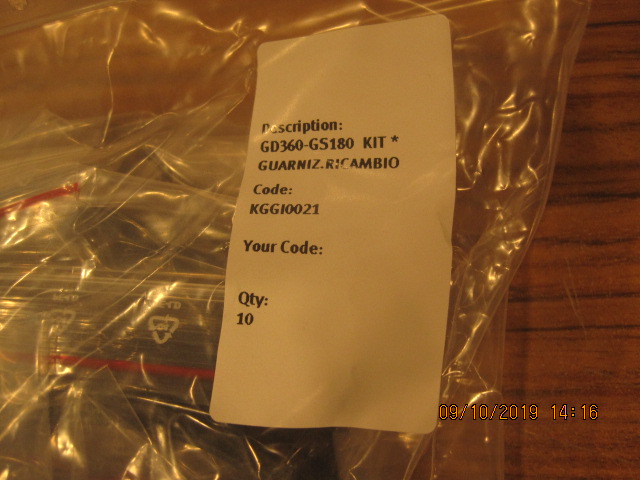 Description:
GD360-GS180 KIT *
GUARNIZ.RICAMBIO
Code:
KGGI0021
Your Code:
Qty:
10
09/10/2019 14:16